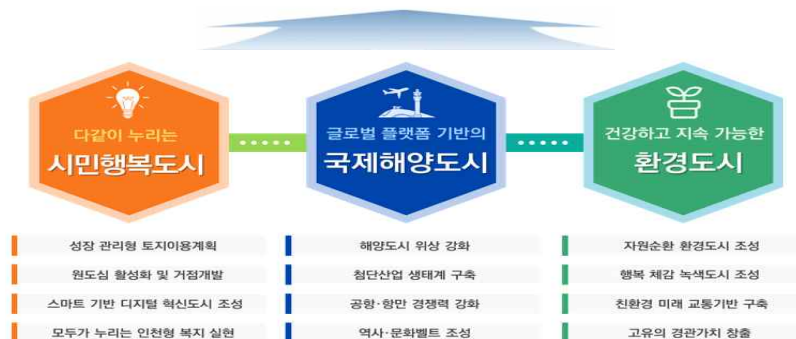 다같이 누리는
시민행복도시
글로벌 플랫폼 기반의
국제해양도시
건강하고 지속 가능한
환경도시
성장 관리형 토지이용계획
원도심 활성화 및 거점개발
스마트 기반 디지털 혁신도시 조성
모두가 누리는 인천형 복지 실현
해양도시 위상 강화
첨단산업 생태계 구축
공항·항만 경쟁력 강화
역사·문화벨트 조성
자원순환 환경도시 조성
행복 체감 녹색도시 조성
친환경 미래 교통기반 구축
고유의 경관가치 창출